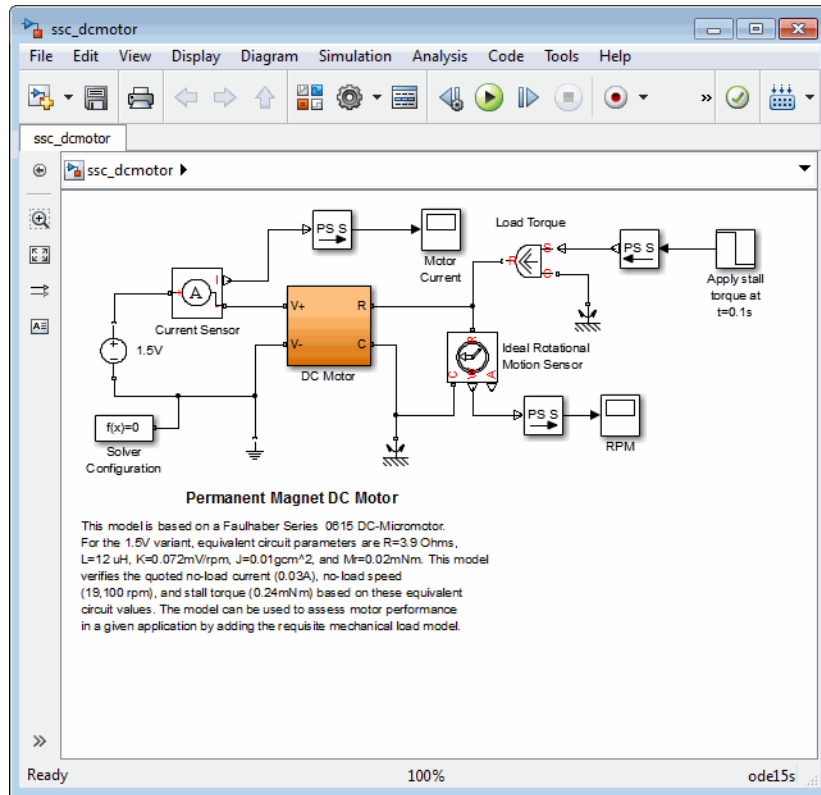 ssc_dcmotor
File Edit View Display Diagram Simulation Analysis Code Tools Help
»
ssc_dcmotor
ssc_dcmotor
PS S
Motor
Current
Load Torque
R
S
C
PS S
Apply stall
torque at
t=0.1s
I
A
Current Sensor
1.5V
V+
R
V-
C
DC Motor
R
C
W
A
Ideal Rotational
Motion Sensor
PS S
RPM
f(x)=0
Solver
Configuration
Permanent Magnet DC Motor
This model is based on a Faulhaber Series 0615 DC-Micromotor.
For the 1.5V variant, equivalent circuit parameters are R=3.9 Ohms,
L=12 uH, K=0.072mV/rpm, J=0.01gcm^2, and Mr=0.02mNm. This model
verifies the quoted no-load current (0.03A), no-load speed
(19,100 rpm), and stall torque (0.24mNm) based on these equivalent
circuit values. The model can be used to assess motor performance
in a given application by adding the requisite mechanical load model.
»
Ready
100%
ode15s